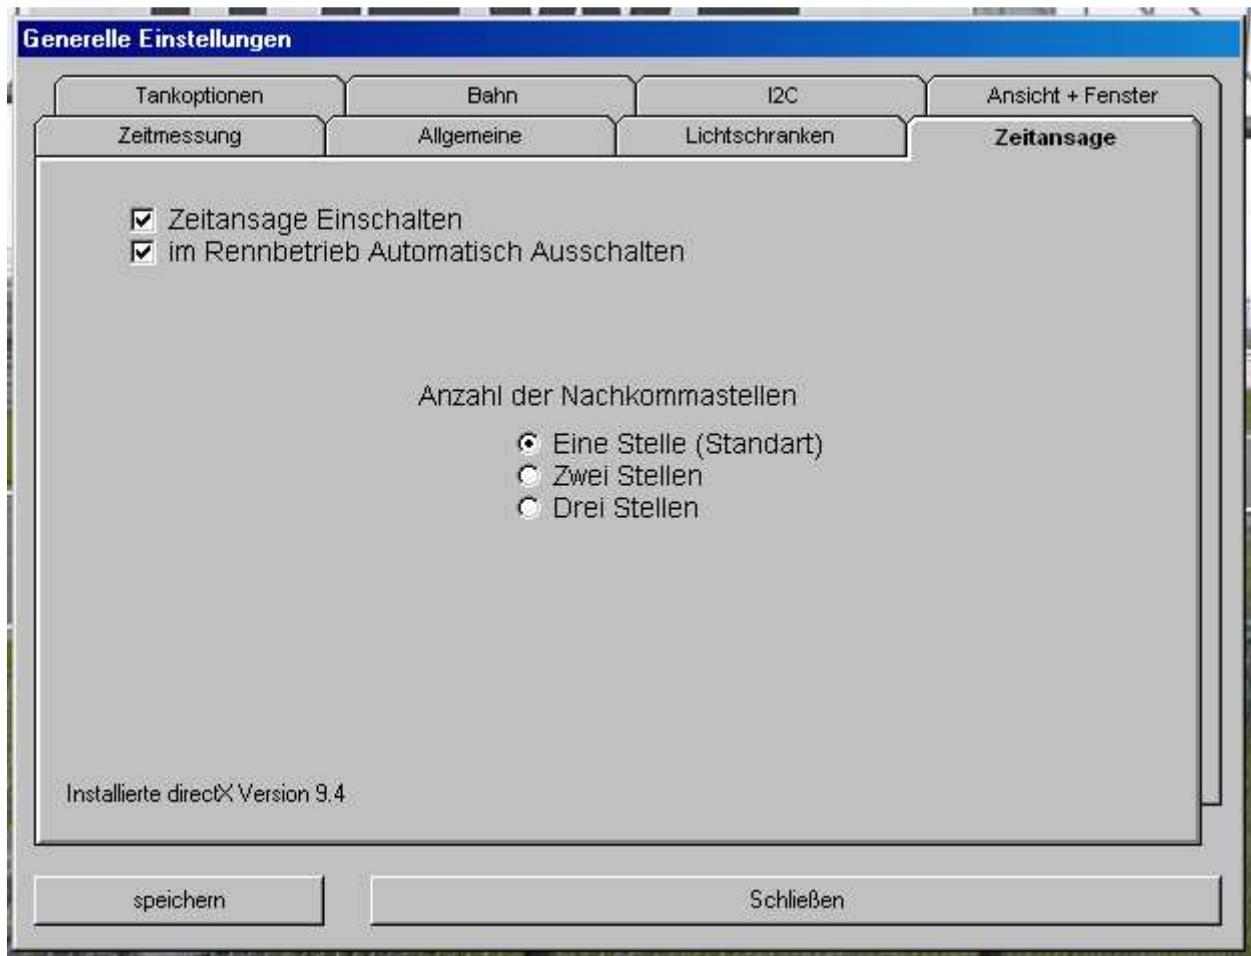 Generelle Einstellungen
Tankoptionen Bahn I2C Ansicht + Fenster
Zeitmessung Allgemeine Lichtschranken Zeitansage
Zeitansage Einschalten
im Rennbetrieb Automatisch Ausschalten
Anzahl der Nachkommastellen
Eine Stelle (Standart)
Zwei Stellen
Drei Stellen
Installierte directX Version 9.4
speichern Schließen